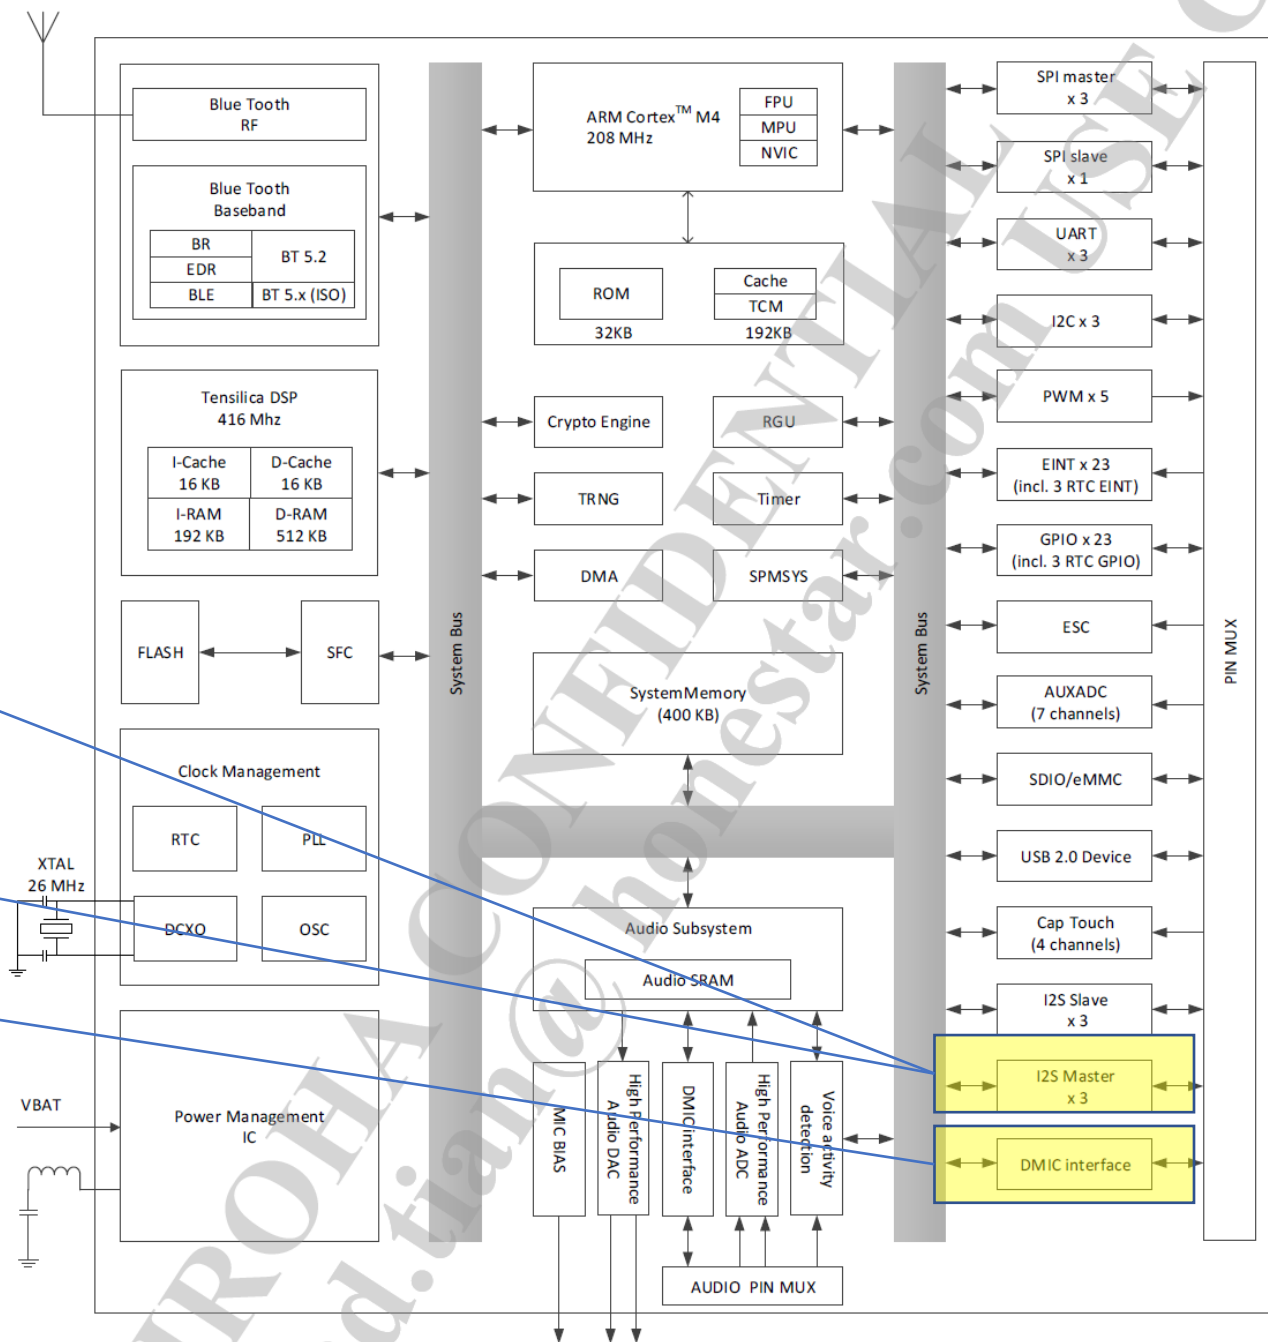 Blue Tooth
RF
Blue Tooth
Baseband
BR
EDR
BLE
BT 5.2
BT 5.x (ISO)
Tensilica DSP
416 Mhz
I-Cache
16 KB
D-Cache
16 KB
I-RAM
192 KB
D-RAM
512 KB
FLASH
SFC
Clock Management
RTC
PLL
XTAL
26 MHz
DCXO
OSC
VBAT
Power Management
IC
System Bus
ARM Cortex™ M4
208 MHz
FPU
MPU
NVIC
ROM
32KB
Cache
TCM
192KB
Crypto Engine
RGU
TRNG
Timer
DMA
SPMSYS
SystemMemory
(400 KB)
Audio Subsystem
Audio SRAM
MIC BIAS
High Performance
Audio DAC
DMIC interface
High Performance
Audio ADC
Voice activity
detection
AUDIO PIN MUX
System Bus
SPI master
x 3
SPI slave
x 1
UART
x 3
I2C x 3
PWM x 5
EINT x 23
(incl. 3 RTC EINT)
GPIO x 23
(incl. 3 RTC GPIO)
ESC
AUXADC
(7 channels)
SDIO/eMMC
USB 2.0 Device
Cap Touch
(4 channels)
I2S Slave
x 3
I2S Master
x 3
DMIC interface
PIN MUX
IROHA CONFIDENTIAL
d.tian@ honestar.com USE